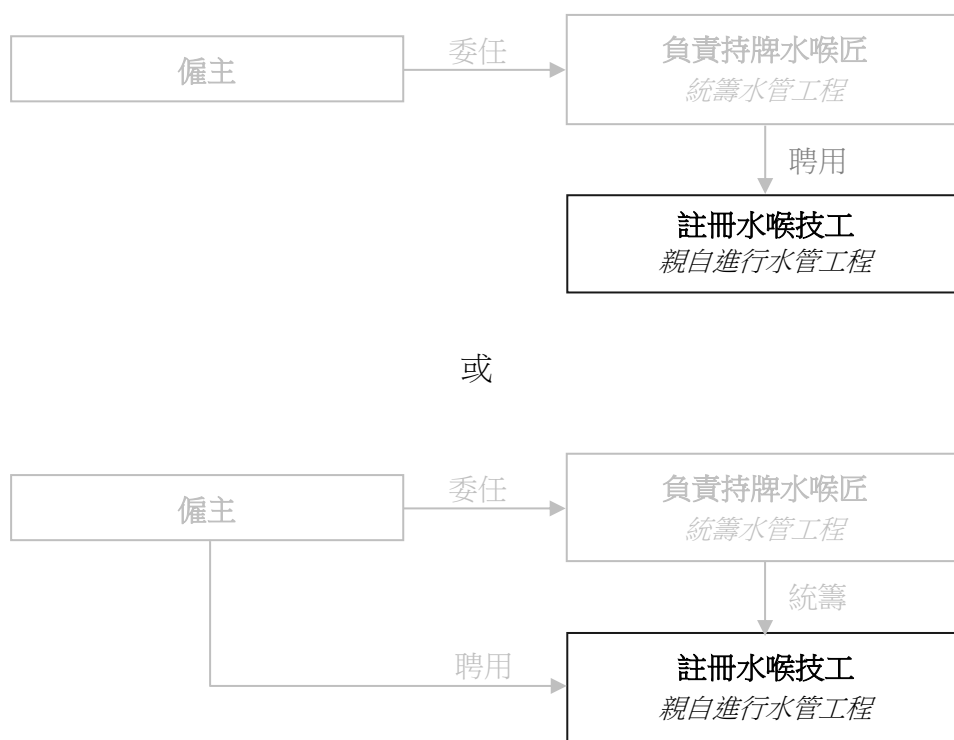 僱主
委任
負責持牌水喉匠
統籌水管工程
聘用
註冊水喉技工
親自進行水管工程
或
僱主
委任
負責持牌水喉匠
統籌水管工程
統籌
聘用
註冊水喉技工
親自進行水管工程